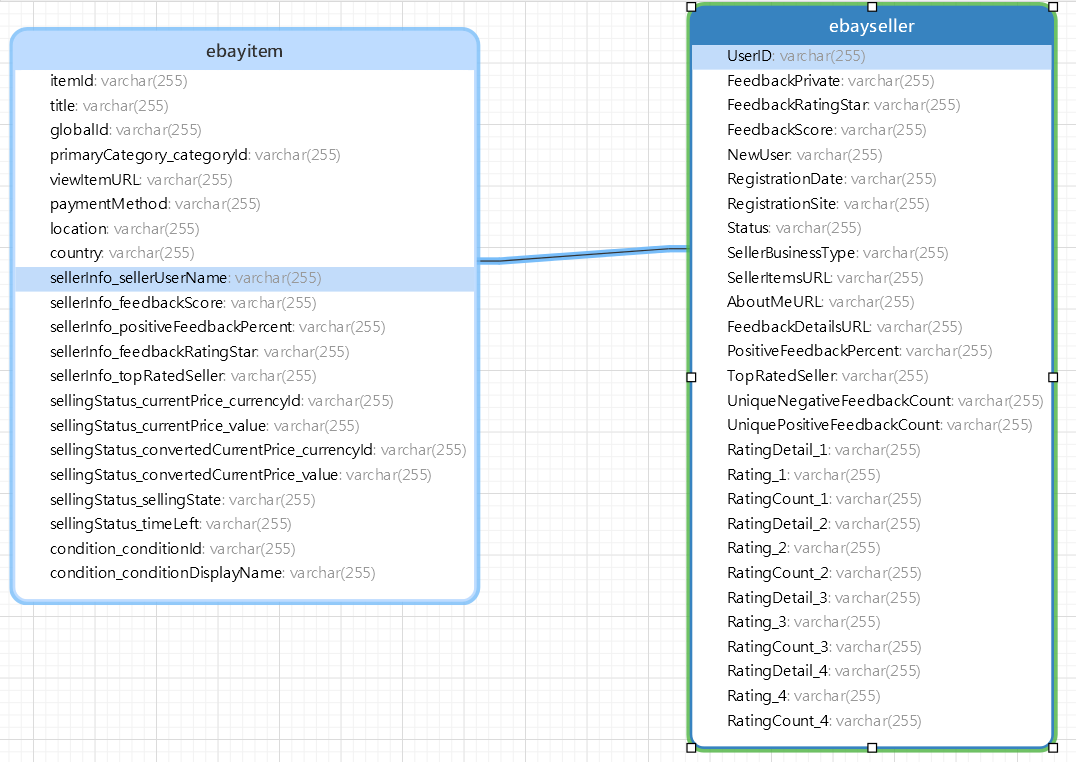 ebayitem
itemId: varchar(255)
title: varchar(255)
globalId: varchar(255)
primaryCategory_categoryId: varchar(255)
viewItemURL: varchar(255)
paymentMethod: varchar(255)
location: varchar(255)
country: varchar(255)
sellerInfo_sellerUserName: varchar(255)
sellerInfo_feedbackScore: varchar(255)
sellerInfo_positiveFeedbackPercent: varchar(255)
sellerInfo_feedbackRatingStar: varchar(255)
sellerInfo_topRatedSeller: varchar(255)
sellingStatus_currentPrice_currencyId: varchar(255)
sellingStatus_currentPrice_value: varchar(255)
sellingStatus_convertedCurrentPrice_currencyId: varchar(255)
sellingStatus_convertedCurrentPrice_value: varchar(255)
sellingStatus_sellingState: varchar(255)
sellingStatus_timeLeft: varchar(255)
condition_conditionId: varchar(255)
condition_conditionDisplayName: varchar(255)
ebayseller
UserID: varchar(255)
FeedbackPrivate: varchar(255)
FeedbackRatingStar: varchar(255)
FeedbackScore: varchar(255)
NewUser: varchar(255)
RegistrationDate: varchar(255)
RegistrationSite: varchar(255)
Status: varchar(255)
SellerBusinessType: varchar(255)
SellerItemsURL: varchar(255)
AboutMeURL: varchar(255)
FeedbackDetailsURL: varchar(255)
PositiveFeedbackPercent: varchar(255)
TopRatedSeller: varchar(255)
UniqueNegativeFeedbackCount: varchar(255)
UniquePositiveFeedbackCount: varchar(255)
RatingDetail_1: varchar(255)
Rating_1: varchar(255)
RatingCount_1: varchar(255)
RatingDetail_2: varchar(255)
Rating_2: varchar(255)
RatingCount_2: varchar(255)
RatingDetail_3: varchar(255)
Rating_3: varchar(255)
RatingCount_3: varchar(255)
RatingDetail_4: varchar(255)
Rating_4: varchar(255)
RatingCount_4: varchar(255)